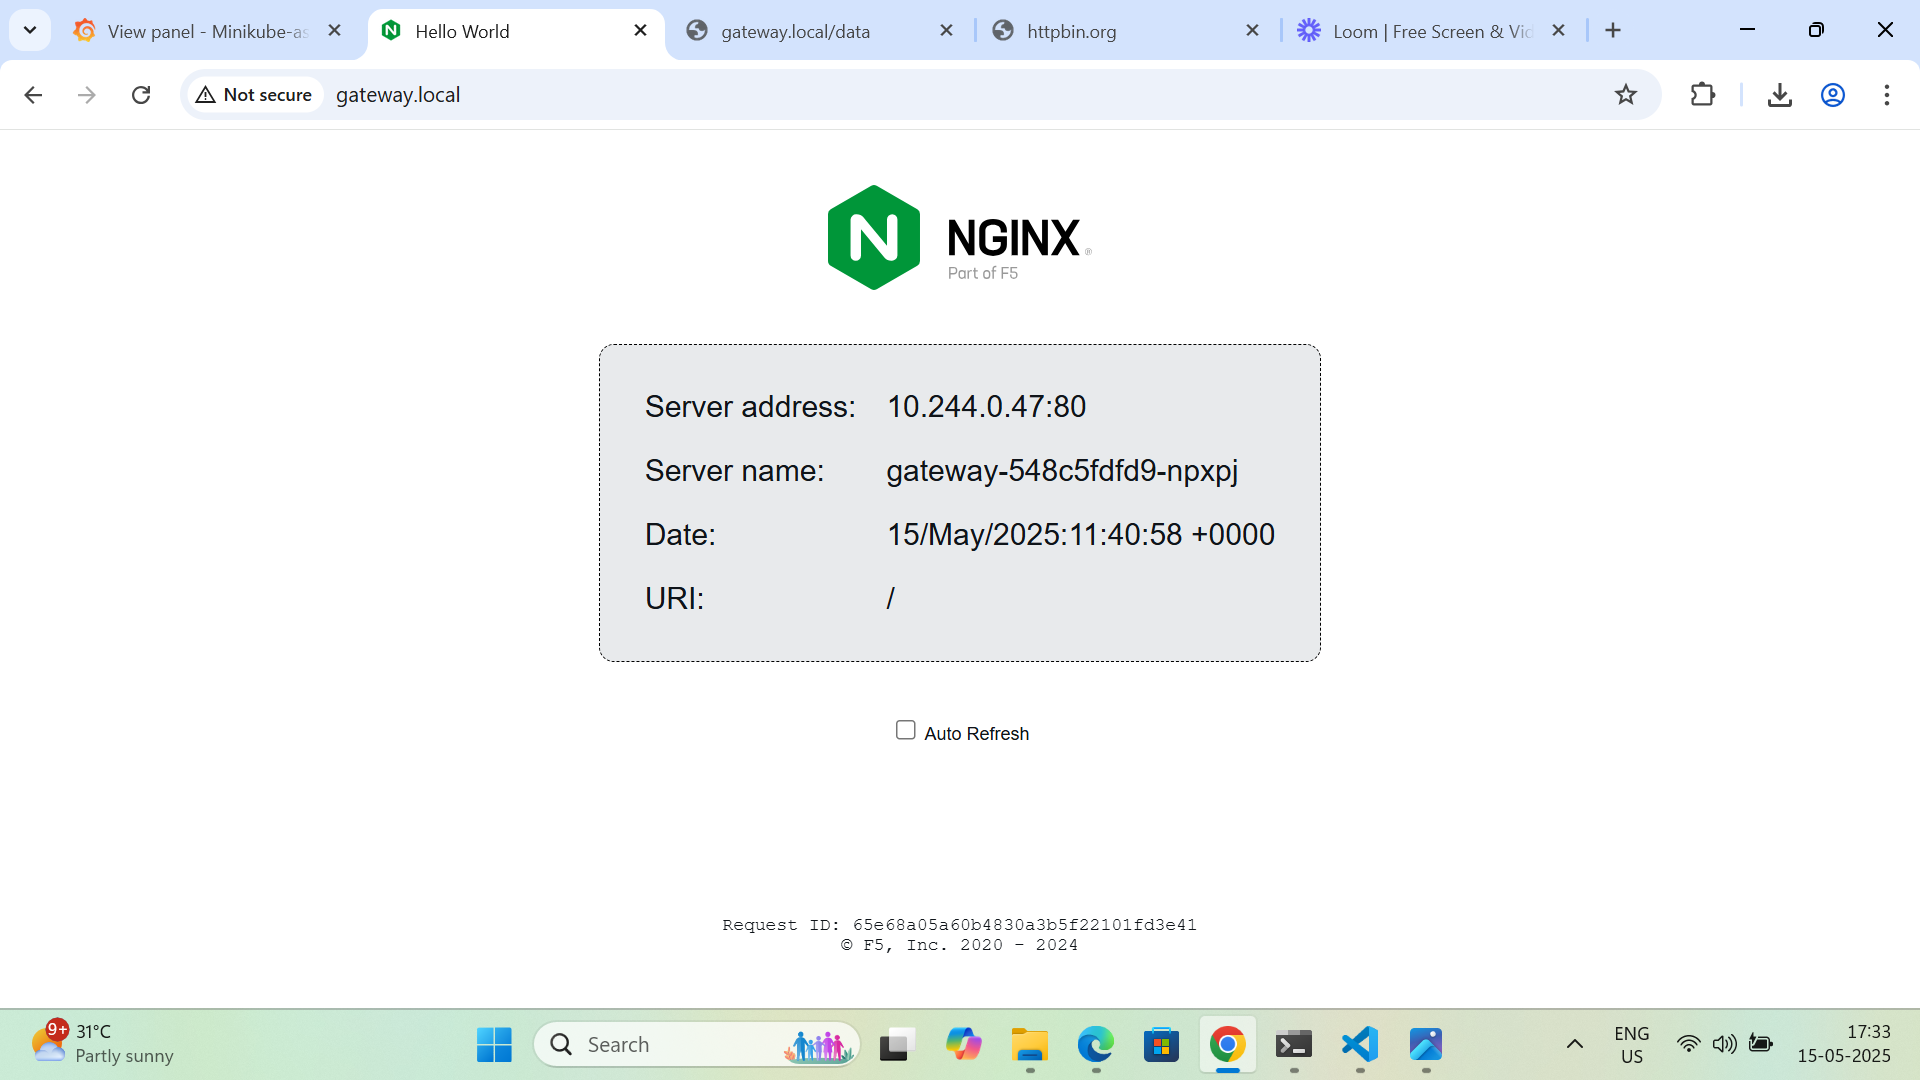 View panel - Minikube-as
Hello World
gateway.local/data
httpbin.org
Loom | Free Screen & Vid
Not secure
gateway.local
NGINX®
Part of F5
Server address: 10.244.0.47:80
Server name: gateway-548c5fdfd9-npxpj
Date: 15/May/2025:11:40:58 +0000
URI: /
Auto Refresh
Request ID: 65e68a05a60b4830a3b5f22101fd3e41
© F5, Inc. 2020 - 2024
9+
31°C
Partly sunny
Search
ENG
US
17:33
15-05-2025